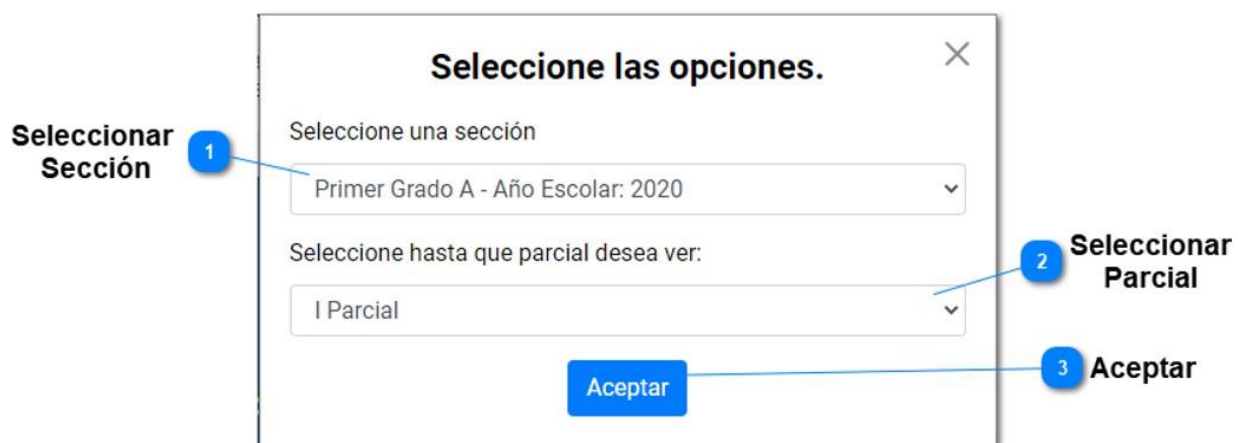 Seleccione las opciones.
Seleccionar
Sección
1
Seleccione una sección
Primer Grado A - Año Escolar: 2020
Seleccione hasta que parcial desea ver:
2
Seleccionar
Parcial
I Parcial
Aceptar
3
Aceptar